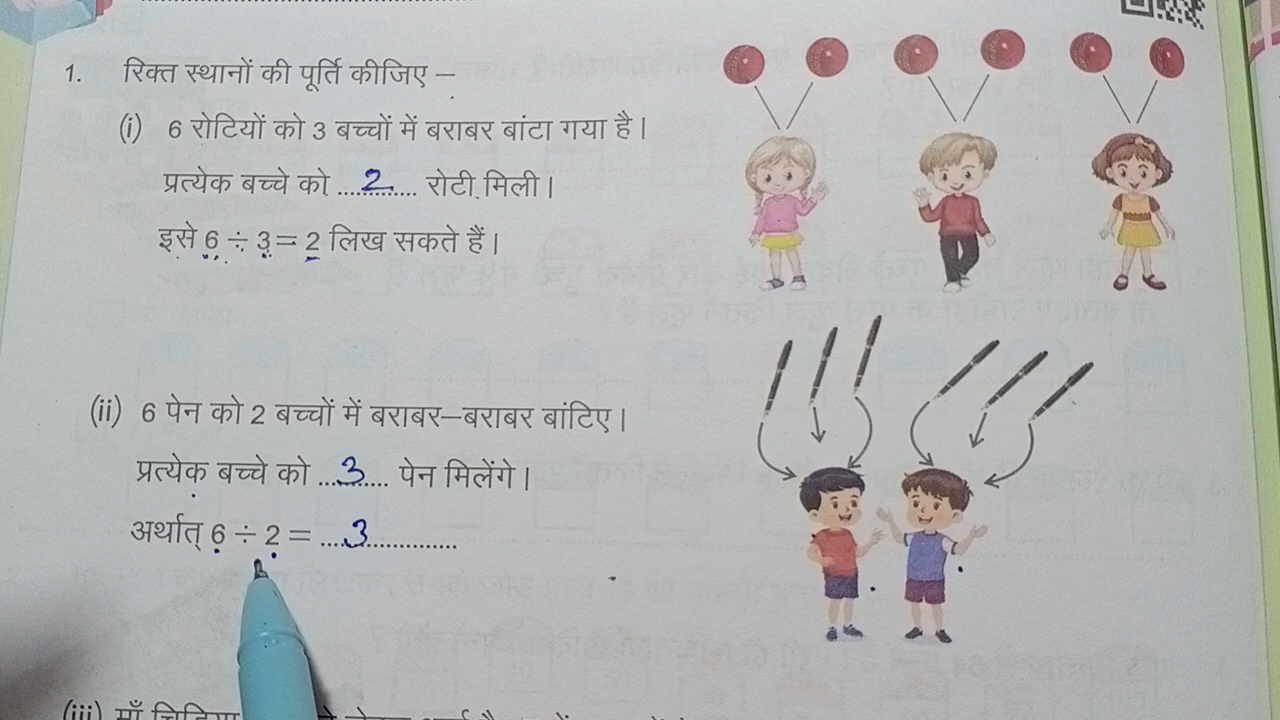 1. रिक्त स्थानों की पूर्ति कीजिए –
(i) 6 रोटियों को 3 बच्चों में बराबर बांटा गया है।
प्रत्येक बच्चे को ....2.... रोटी मिली।
इसे 6 ÷ 3 = 2 लिख सकते हैं।
(ii) 6 पेन को 2 बच्चों में बराबर–बराबर बांटिए।
प्रत्येक बच्चे को ....3.... पेन मिलेंगे।
अर्थात् 6 ÷ 2 = ....3................
(iii) माँ चिड़िया